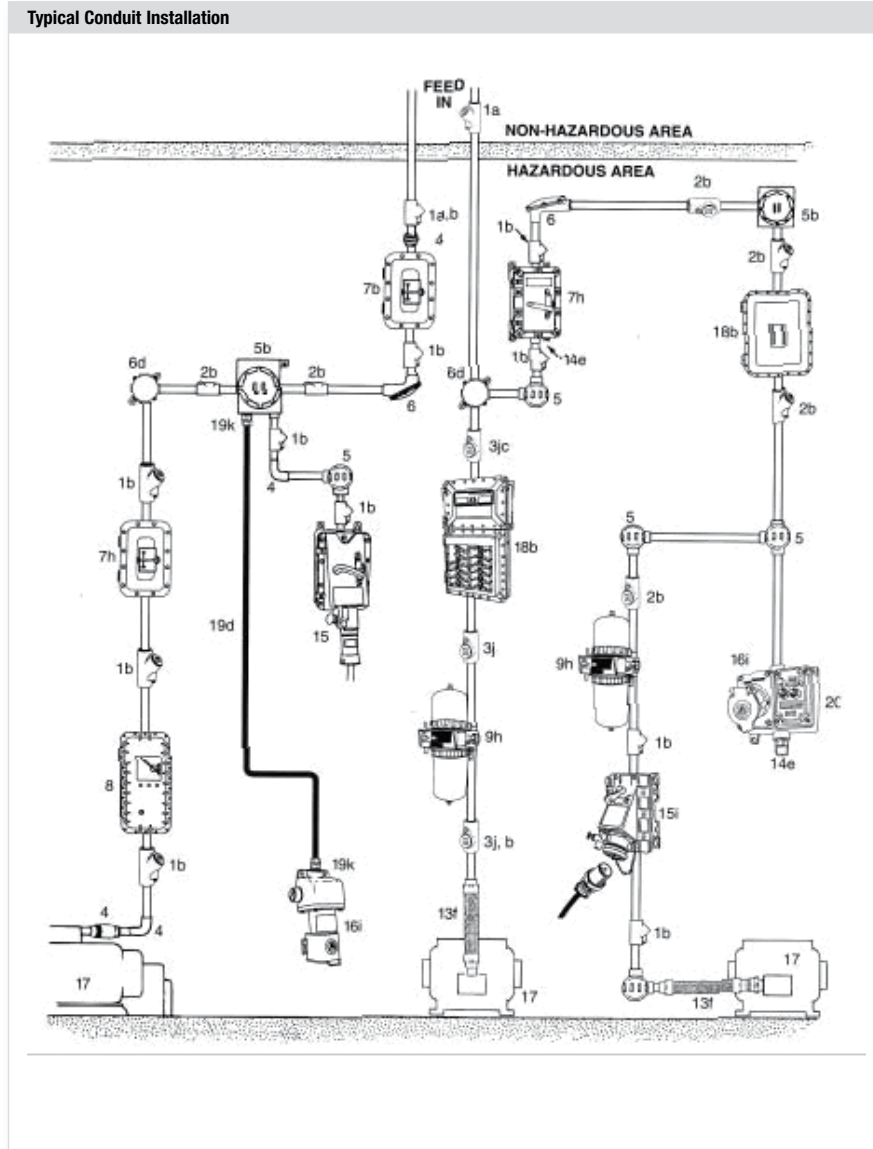 Typical Conduit Installation
FEED
IN
1a
NON-HAZARDOUS AREA
HAZARDOUS AREA
2b
5b
1a,b
6
1b
4
2b
7b
7h
18b
5b
1b
1b
14e
6d
2b
2b
6d
5
2b
6
19k
1b
3jc
4
5
1b
1b
5
5
18b
7h
2b
15
19d
3j
9h
16i
20
1b
9h
1b
14e
8
15i
3j, b
1b
19k
13f
16i
1b
4
4
17
17
17
13f